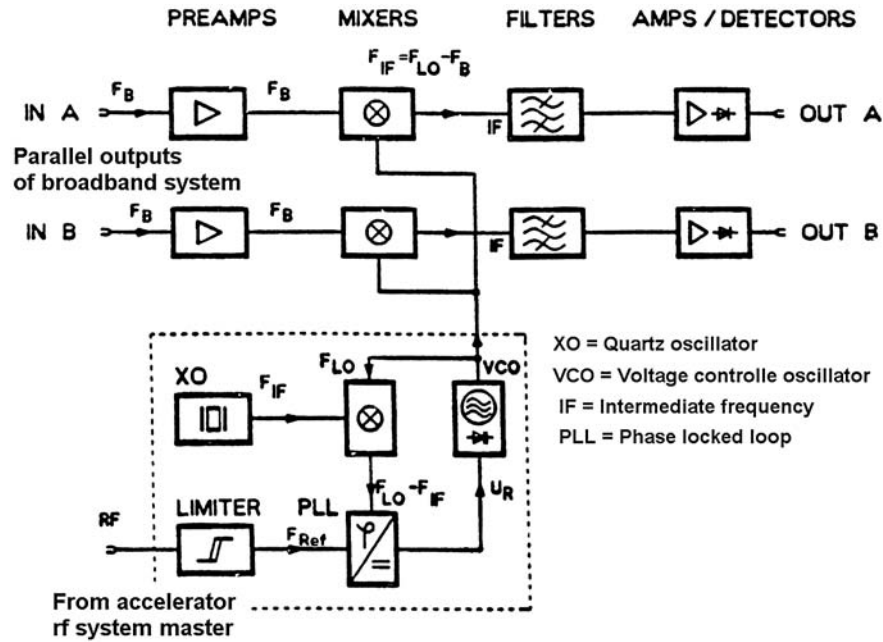 PREAMPS MIXERS FILTERS AMPS / DETECTORS
F_IF = F_LO - F_B
IN A F_B F_B IF OUT A
Parallel outputs
of broadband system
IN B F_B F_B IF OUT B
XO = Quartz oscillator
VCO = Voltage controlle oscillator
IF = Intermediate frequency
PLL = Phase locked loop
F_LO VCO
XO F_IF
F_LO - F_IF U_R
LIMITER PLL
RF F_Ref
φ
=
From accelerator
rf system master